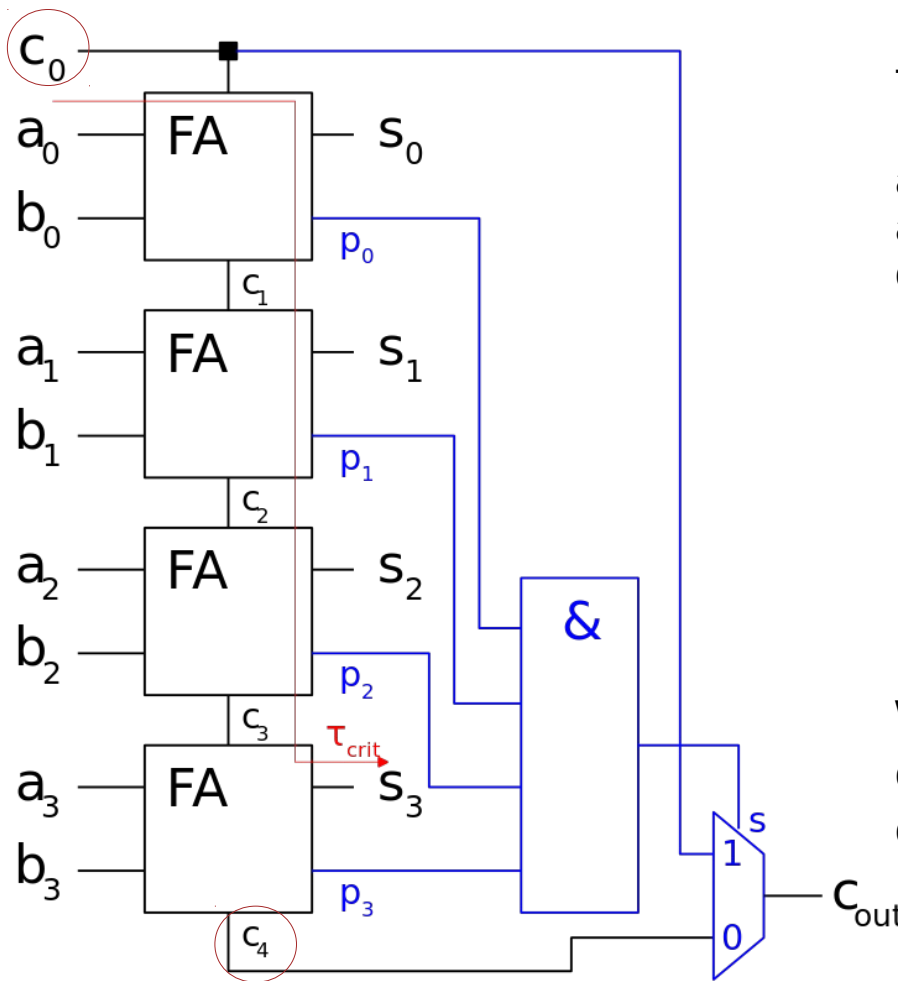 c0
a0 FA s0
b0 p0
c1
a1 FA s1
b1 p1
c2
a2 FA s2
b2 p2
&
c3
τcrit
a3 FA s3
s
1
b3 p3
cout
c4
0